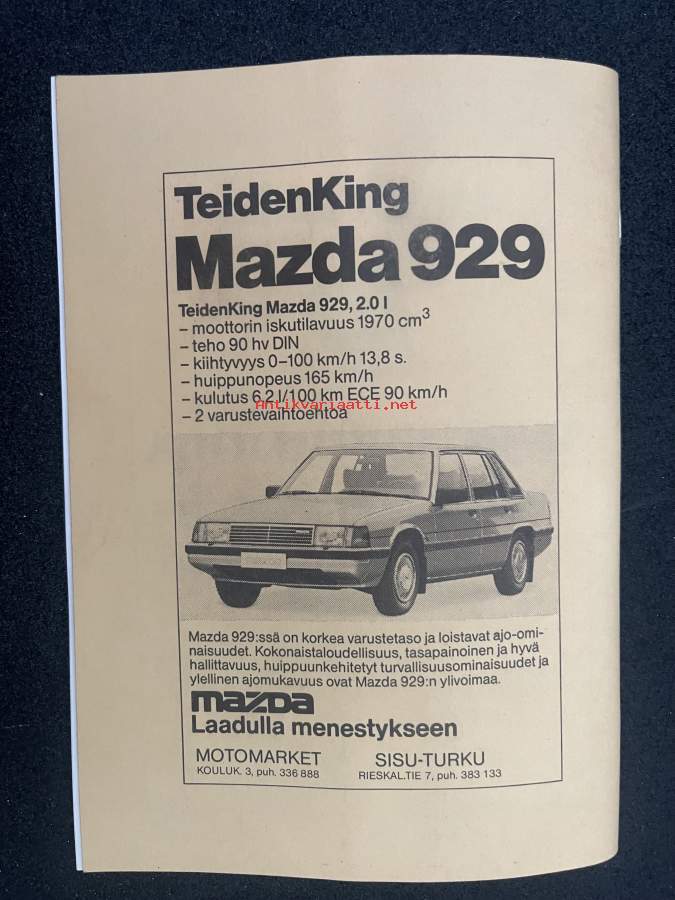 TeidenKing
Mazda 929
TeidenKing Mazda 929, 2.0 l
– moottorin iskutilavuus 1970 cm³
– teho 90 hv DIN
– kiihtyvyys 0–100 km/h 13,8 s.
– huippunopeus 165 km/h
– kulutus 6,2 l/100 km ECE 90 km/h
Antikvariaatti.net
– 2 varustevaihtoehtoa
Mazda 929:ssä on korkea varustetaso ja loistavat ajo-omi-
naisuudet. Kokonaistaloudellisuus, tasapainoinen ja hyvä
hallittavuus, huippuunkehitetyt turvallisuusominaisuudet ja
ylellinen ajomukavuus ovat Mazda 929:n ylivoimaa.
mazda
Laadulla menestykseen
MOTOMARKET SISU-TURKU
KOULUK. 3, puh. 336 888 RIESKAL.TIE 7, puh. 383 133